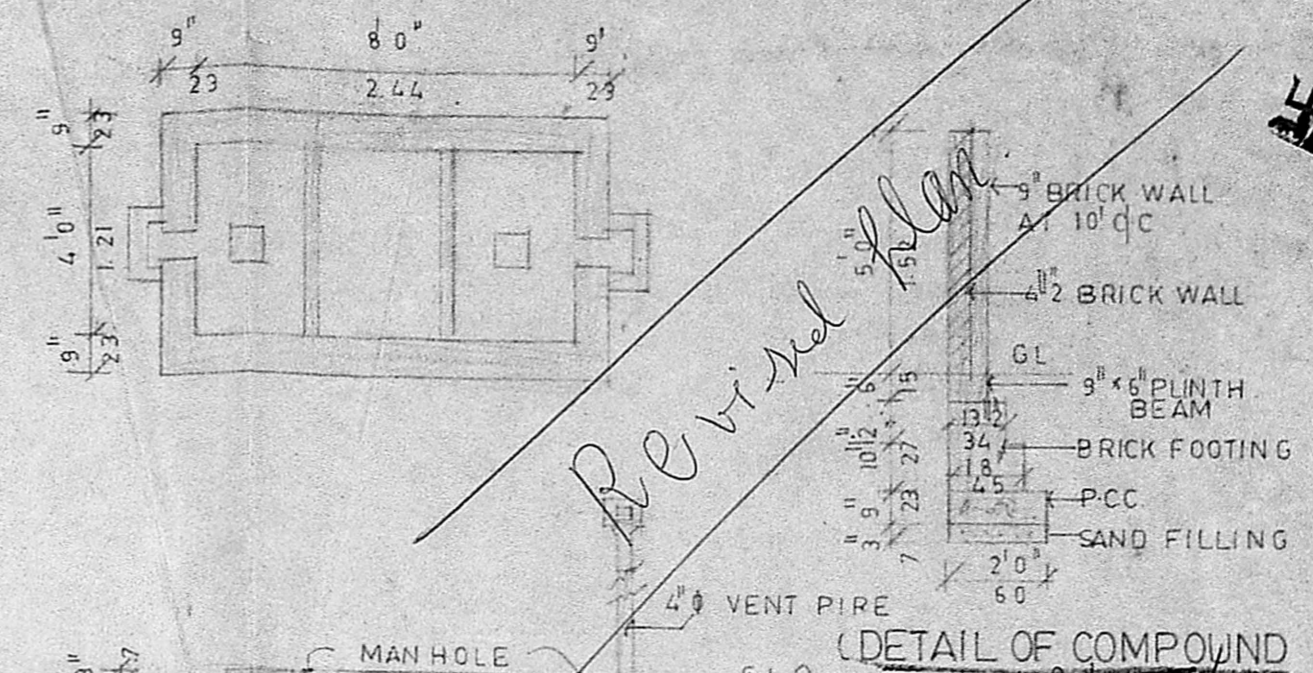 9" 8'0" 9'
23 2.44 23
9" 23
4'0" 1.21
9" 23
Revised plan
5'0"
9" BRICK WALL
AT 10' c/c
4½" BRICK WALL
GL
6" 15
9" x 6" PLINTH
BEAM
13½"
10½" 27
34
BRICK FOOTING
18"
45
9" 23
P.C.C
3" 7
SAND FILLING
2'0"
60
4"φ VENT PIRE
MAN HOLE
DETAIL OF COMPOUND